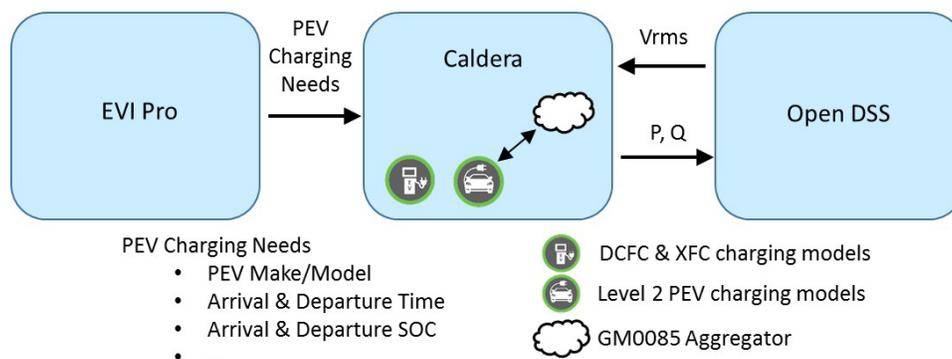 EVI Pro
PEV
Charging
Needs
Caldera
Vrms
P, Q
Open DSS
PEV Charging Needs
• PEV Make/Model
• Arrival & Departure Time
• Arrival & Departure SOC
•
DCFC & XFC charging models
Level 2 PEV charging models
GM0085 Aggregator